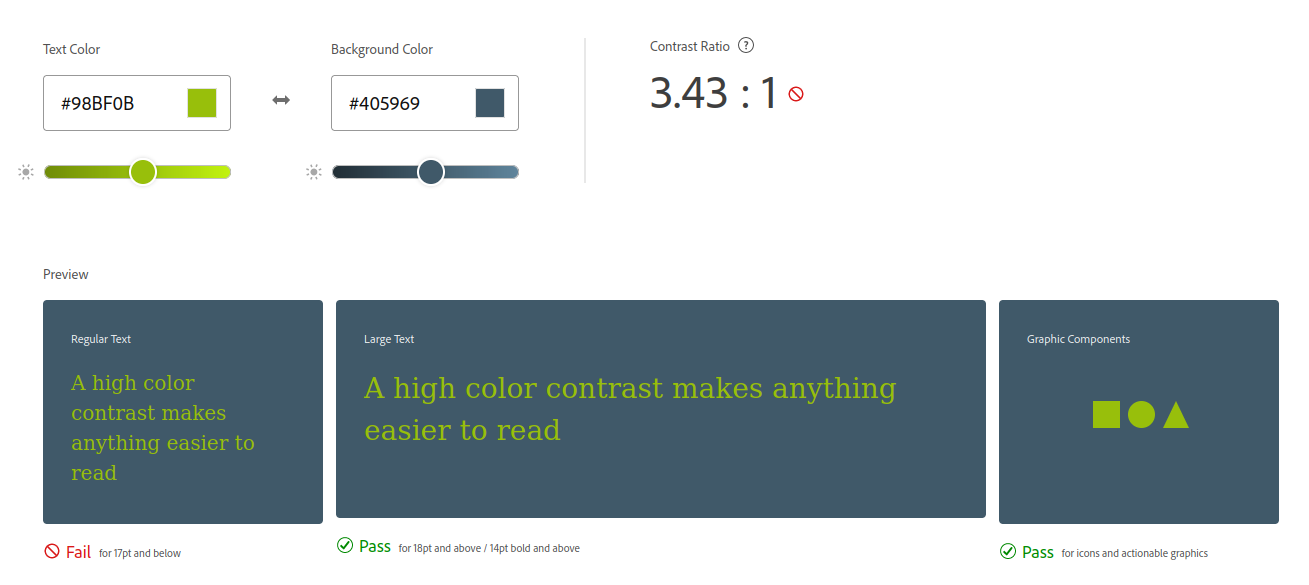 Text Color
Background Color
Contrast Ratio ?
#98BF0B
#405969
3.43 : 1
Preview
Regular Text
A high color
contrast makes
anything easier to
read
Large Text
A high color contrast makes anything
easier to read
Graphic Components
Fail for 17pt and below
Pass for 18pt and above / 14pt bold and above
Pass for icons and actionable graphics